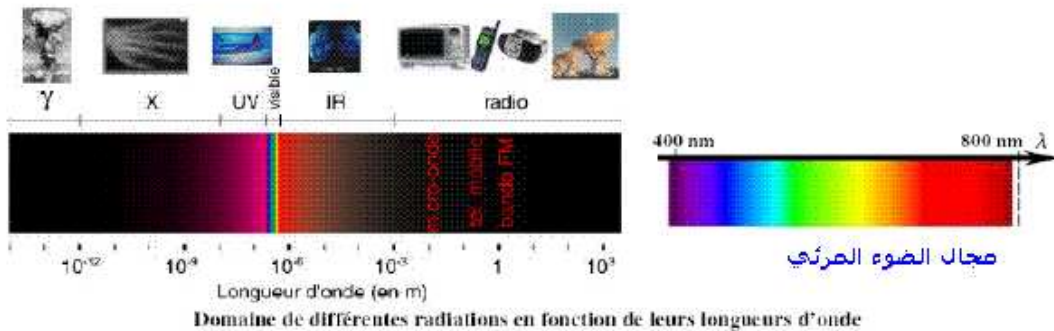 γ X UV visible IR radio
micro-onde tel. mobile bande FM
10⁻¹² 10⁻⁹ 10⁻⁶ 10⁻³ 1 10³
Longueur d'onde (en m)
400 nm 800 nm λ
مجال الضوء المرئي
Domaine de différentes radiations en fonction de leurs longueurs d'onde